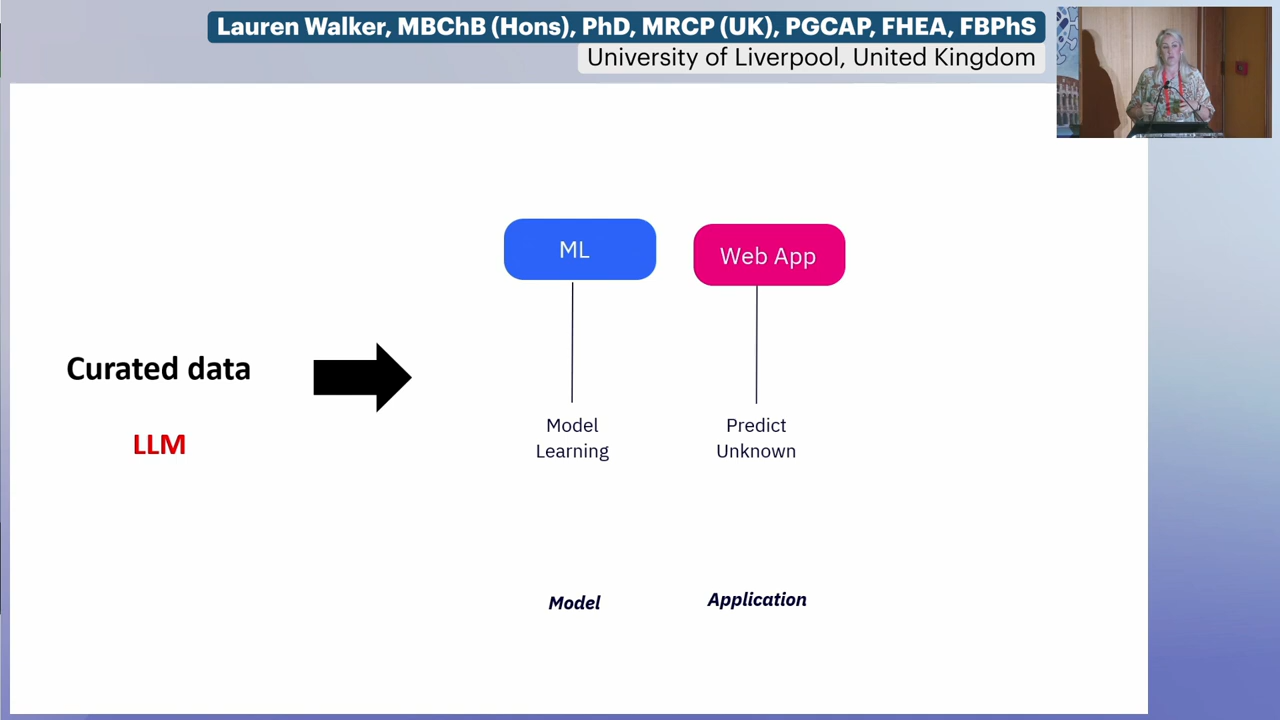 Lauren Walker, MBChB (Hons), PhD, MRCP (UK), PGCAP, FHEA, FBPhS
University of Liverpool, United Kingdom
ML
Web App
Curated data
LLM
Model
Learning
Predict
Unknown
Model
Application